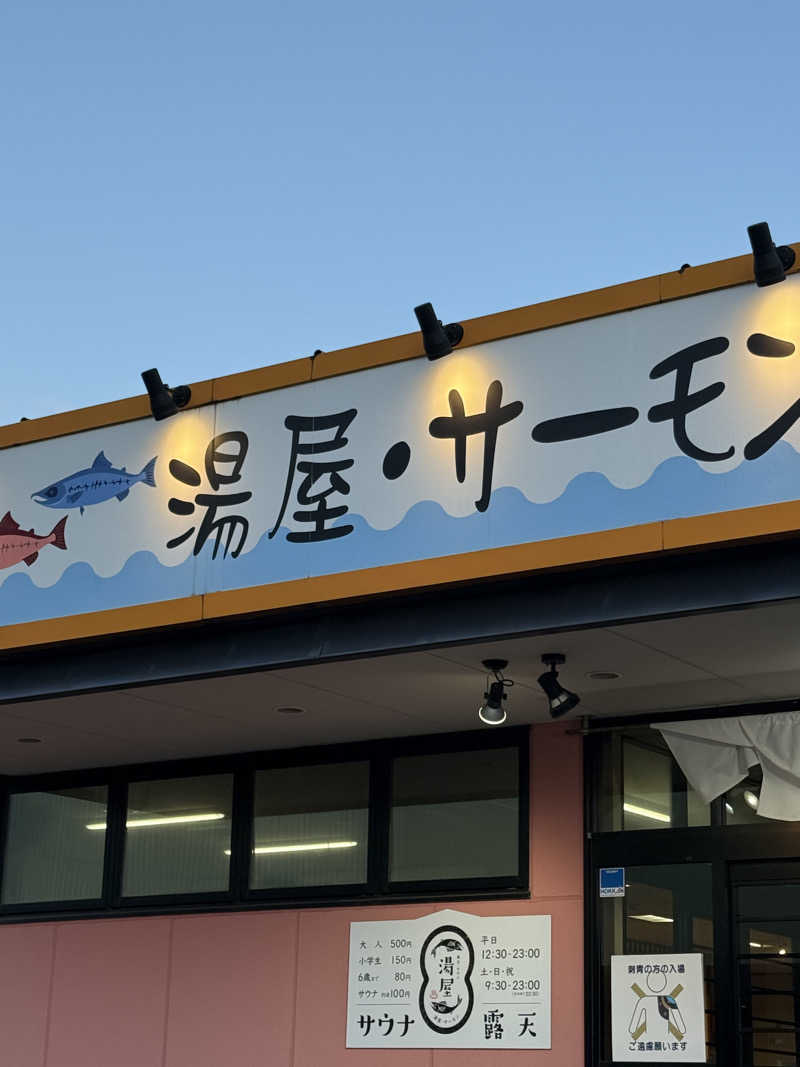 湯屋・サーモン
大人 500円
小学生 150円
6歳まで 80円
サウナ 100円
サウナ
湯屋
平日
12:30-23:00
土・日・祝
9:30-23:00
露天
刺青の方の入場
ご遠慮願います